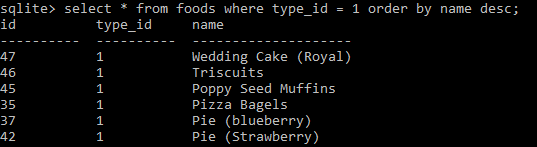 sqlite> select * from foods where type_id = 1 order by name desc;
id          type_id     name
----------  ----------  -------------------
47          1           Wedding Cake (Royal)
46          1           Triscuits
45          1           Poppy Seed Muffins
35          1           Pizza Bagels
37          1           Pie (blueberry)
42          1           Pie (Strawberry)